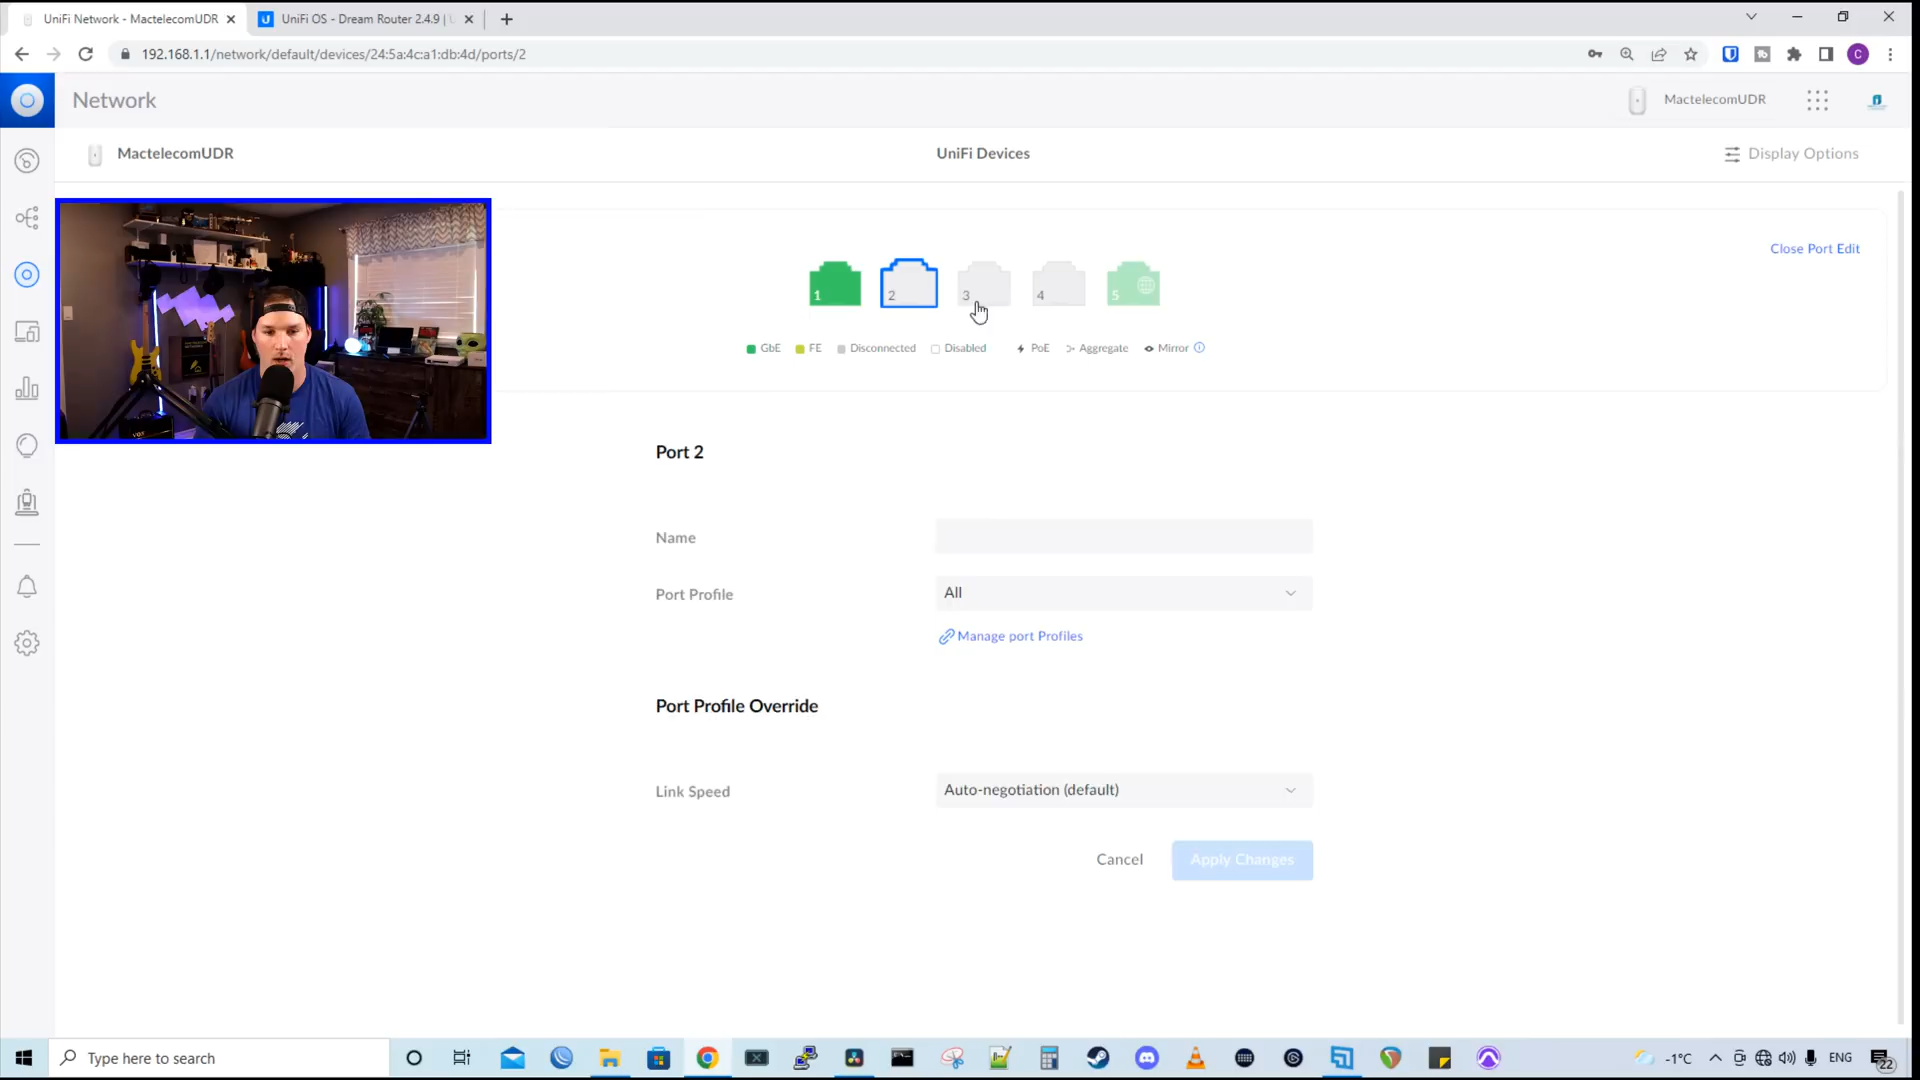 UniFi Network - MactelecomUDR
UniFi OS - Dream Router 2.4.9 |
192.168.1.1/network/default/devices/24:5a:4c:a1:db:4d/ports/2
C
Network
MactelecomUDR
MactelecomUDR
UniFi Devices
Display Options
Close Port Edit
1 2 3 4 5
GbE FE Disconnected Disabled PoE Aggregate Mirror
Port 2
Name
Port Profile
All
Manage port Profiles
Port Profile Override
Link Speed
Auto-negotiation (default)
Cancel
Apply Changes
Type here to search
-1°C
ENG
22